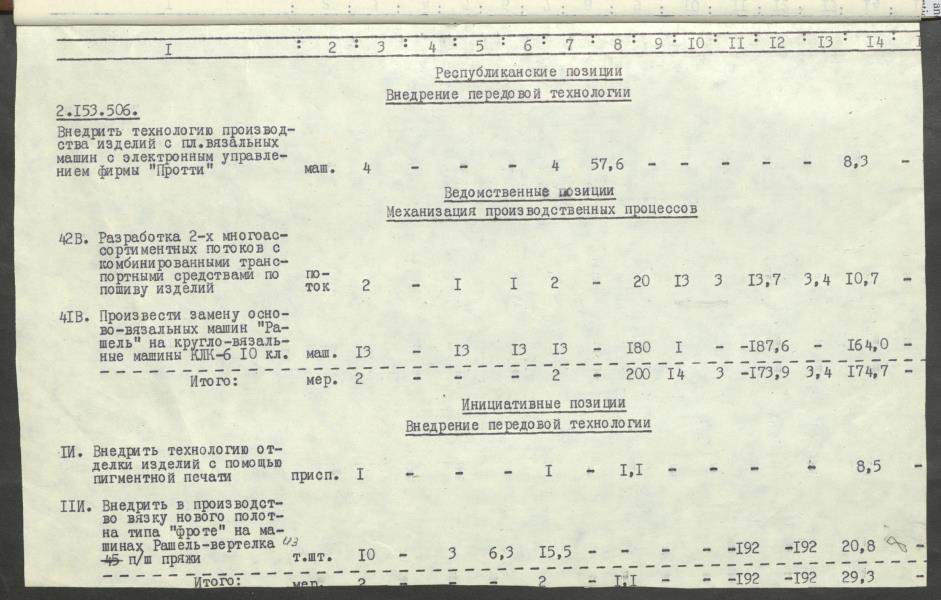 I : 2 : 3 : 4 : 5 : 6 : 7 : 8 : 9 : 10 : II : I2 : I3 : I4
Республиканские позиции
Внедрение передовой технологии
2.I53.506.
Внедрить технологию производ-
ства изделий с пл.вязальных
машин с электронным управле-
нием фирмы "Протти" маш. 4 - - - 4 57,6 - - - - - 8,3 -
Ведомственные позиции
Механизация производственных процессов
42В. Разработка 2-х многоас-
сортиментных потоков с
комбинированными транс-
портными средствами по по-
пошиву изделий ток 2 - I I 2 - 20 I3 3 I3,7 3,4 I0,7 -
4IВ. Произвести замену осно-
во-вязальных машин "Ра-
шель" на кругло-вязаль-
ные машины КЛК-6 I0 кл. маш. I3 - I3 I3 I3 - I80 I - -I87,6 - I64,0 -
Итого: мер. 2 - - - 2 - 200 I4 3 -I73,9 3,4 I74,7 -
Инициативные позиции
Внедрение передовой технологии
IИ. Внедрить технологию от-
делки изделий с помощью
пигментной печати присп. I - - - I - I,I - - - - 8,5 -
IIИ. Внедрить в производст-
во вязку нового полот-
на типа "фроте" на ма-
шинах Рашель-вертелка из
45 п/ш пряжи т.шт. I0 - 3 6,3 I5,5 - - - - -I92 -I92 20,8 -
Итого: мер. 2 - - - 2 - I,I - - -I92 -I92 29,3 -